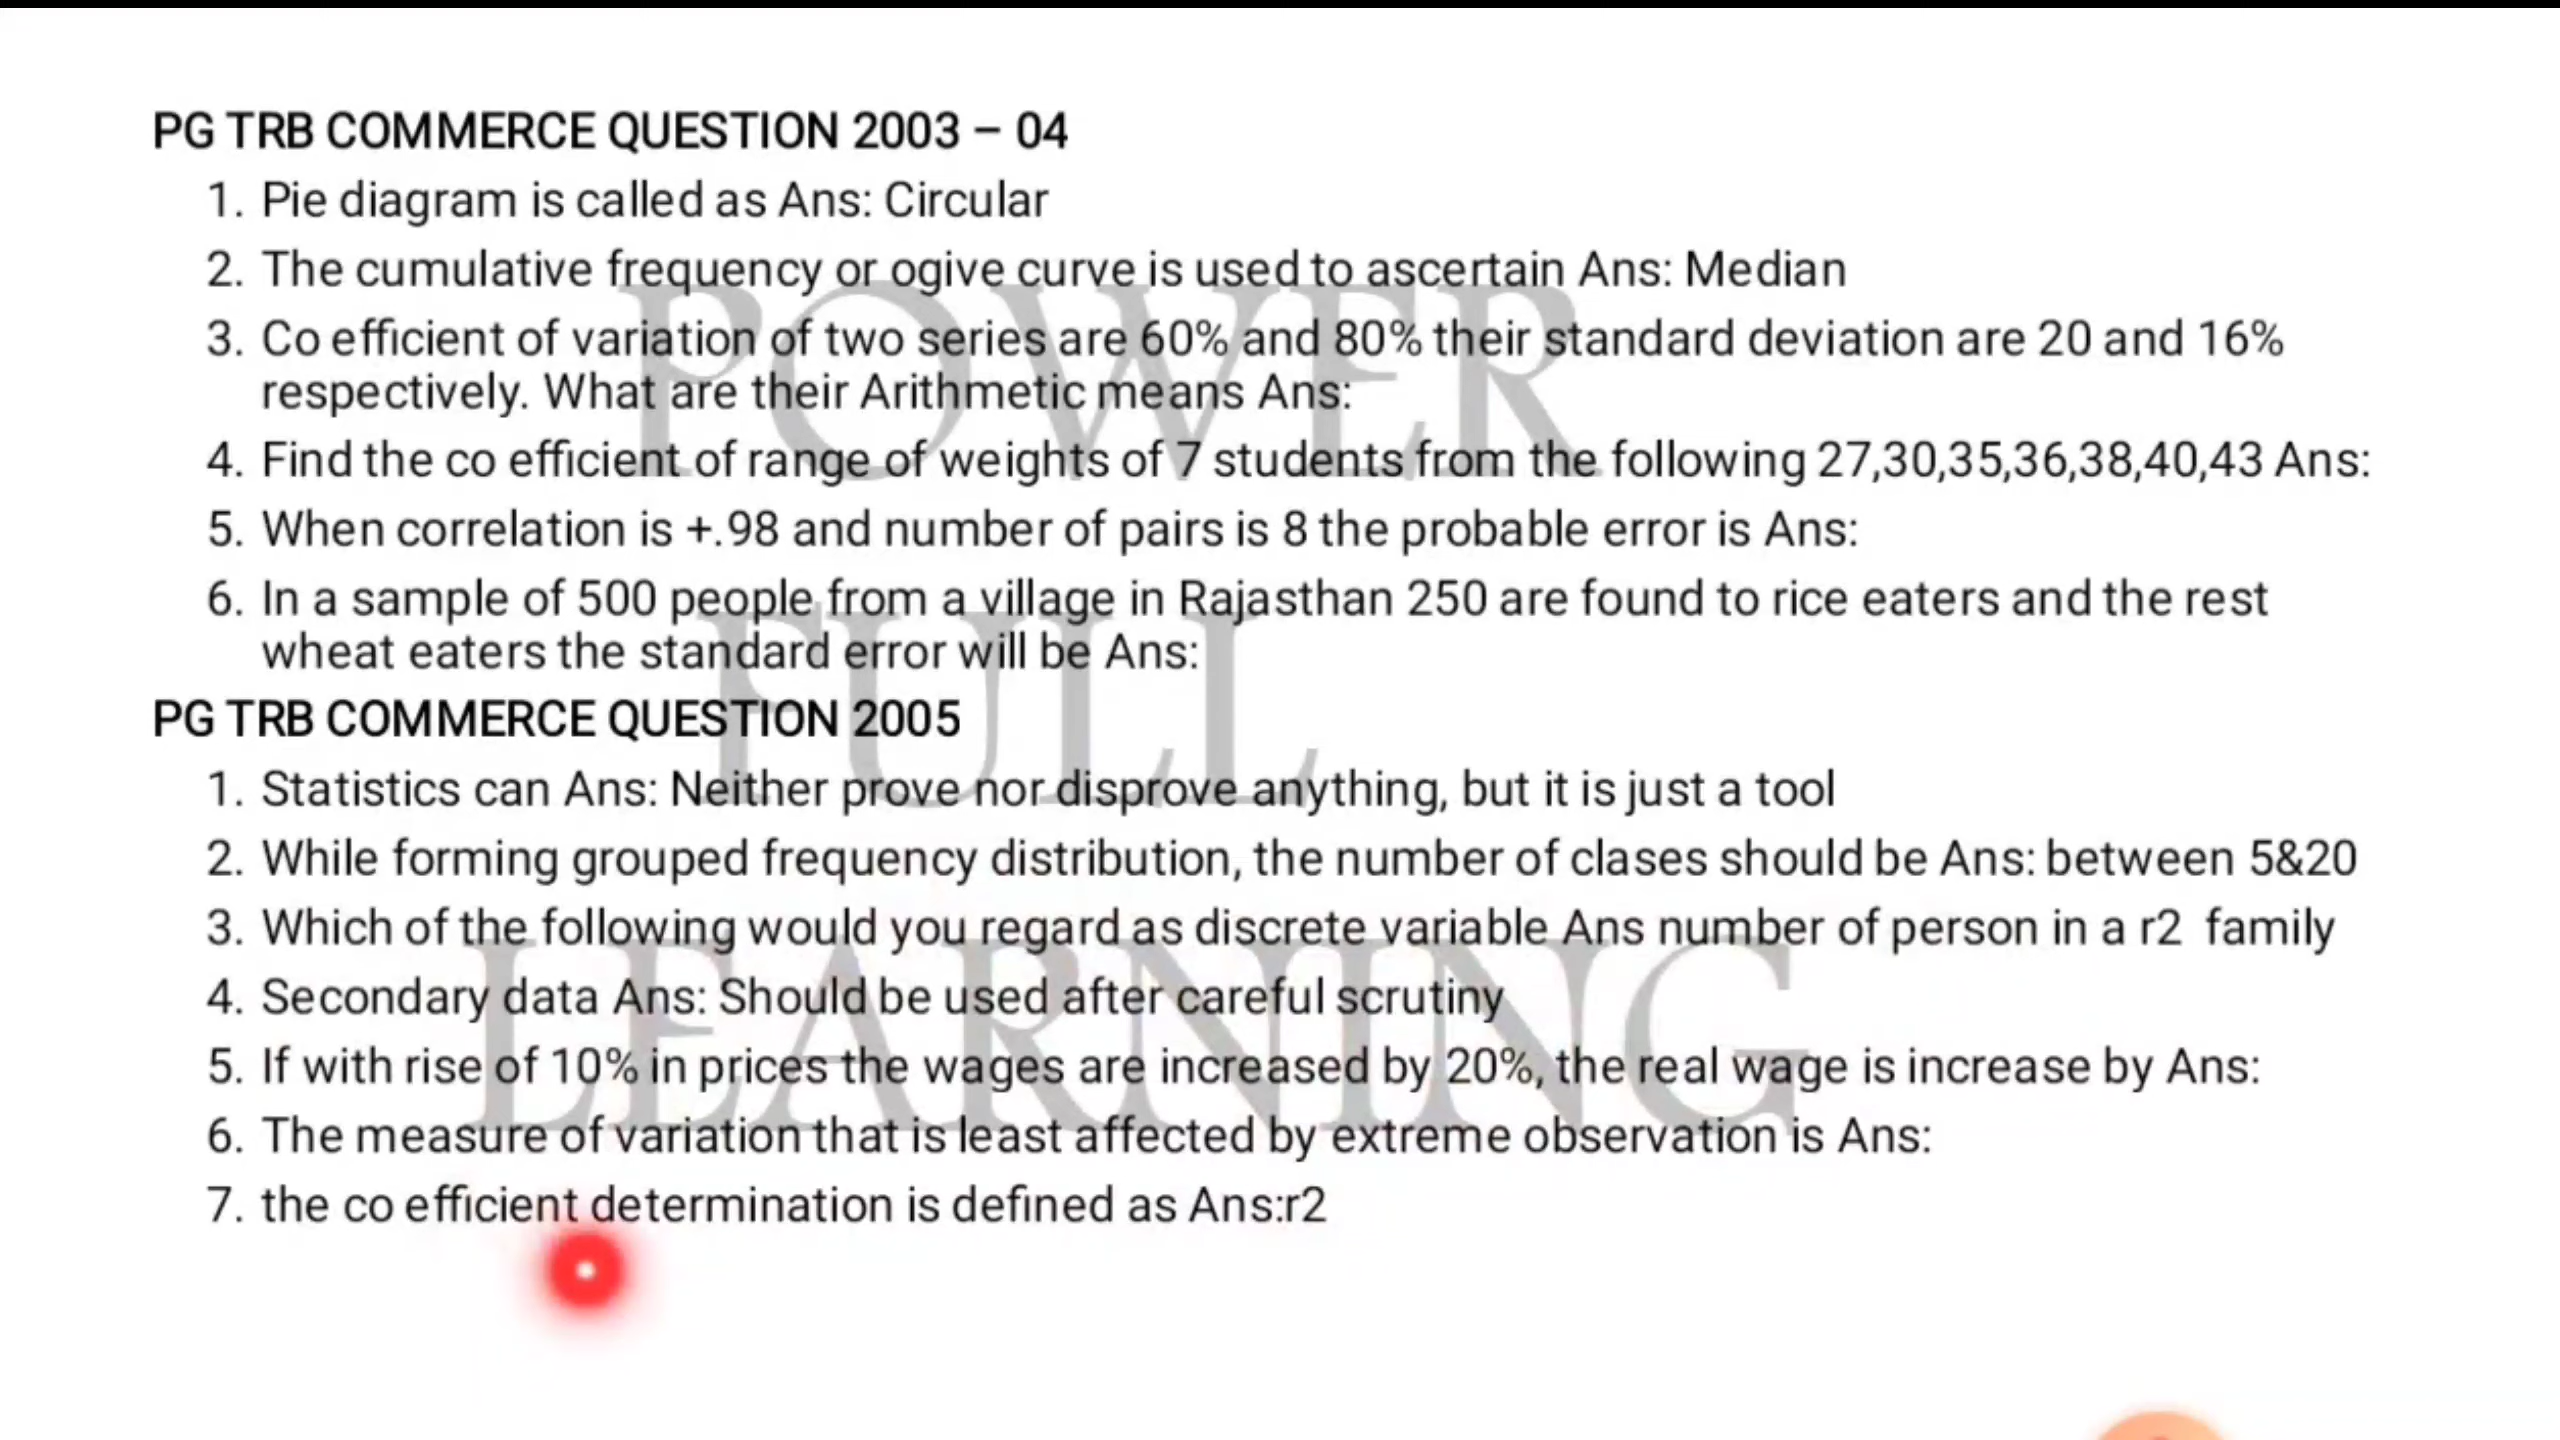 PG TRB COMMERCE QUESTION 2003 – 04
1. Pie diagram is called as Ans: Circular
2. The cumulative frequency or ogive curve is used to ascertain Ans: Median
3. Co efficient of variation of two series are 60% and 80% their standard deviation are 20 and 16%
respectively. What are their Arithmetic means Ans:
4. Find the co efficient of range of weights of 7 students from the following 27,30,35,36,38,40,43 Ans:
5. When correlation is +.98 and number of pairs is 8 the probable error is Ans:
6. In a sample of 500 people from a village in Rajasthan 250 are found to rice eaters and the rest
wheat eaters the standard error will be Ans:
PG TRB COMMERCE QUESTION 2005
1. Statistics can Ans: Neither prove nor disprove anything, but it is just a tool
2. While forming grouped frequency distribution, the number of clases should be Ans: between 5&20
3. Which of the following would you regard as discrete variable Ans number of person in a r2 family
4. Secondary data Ans: Should be used after careful scrutiny
5. If with rise of 10% in prices the wages are increased by 20%, the real wage is increase by Ans:
6. The measure of variation that is least affected by extreme observation is Ans:
7. the co efficient determination is defined as Ans:r2
POWER
FULL
LEARNING